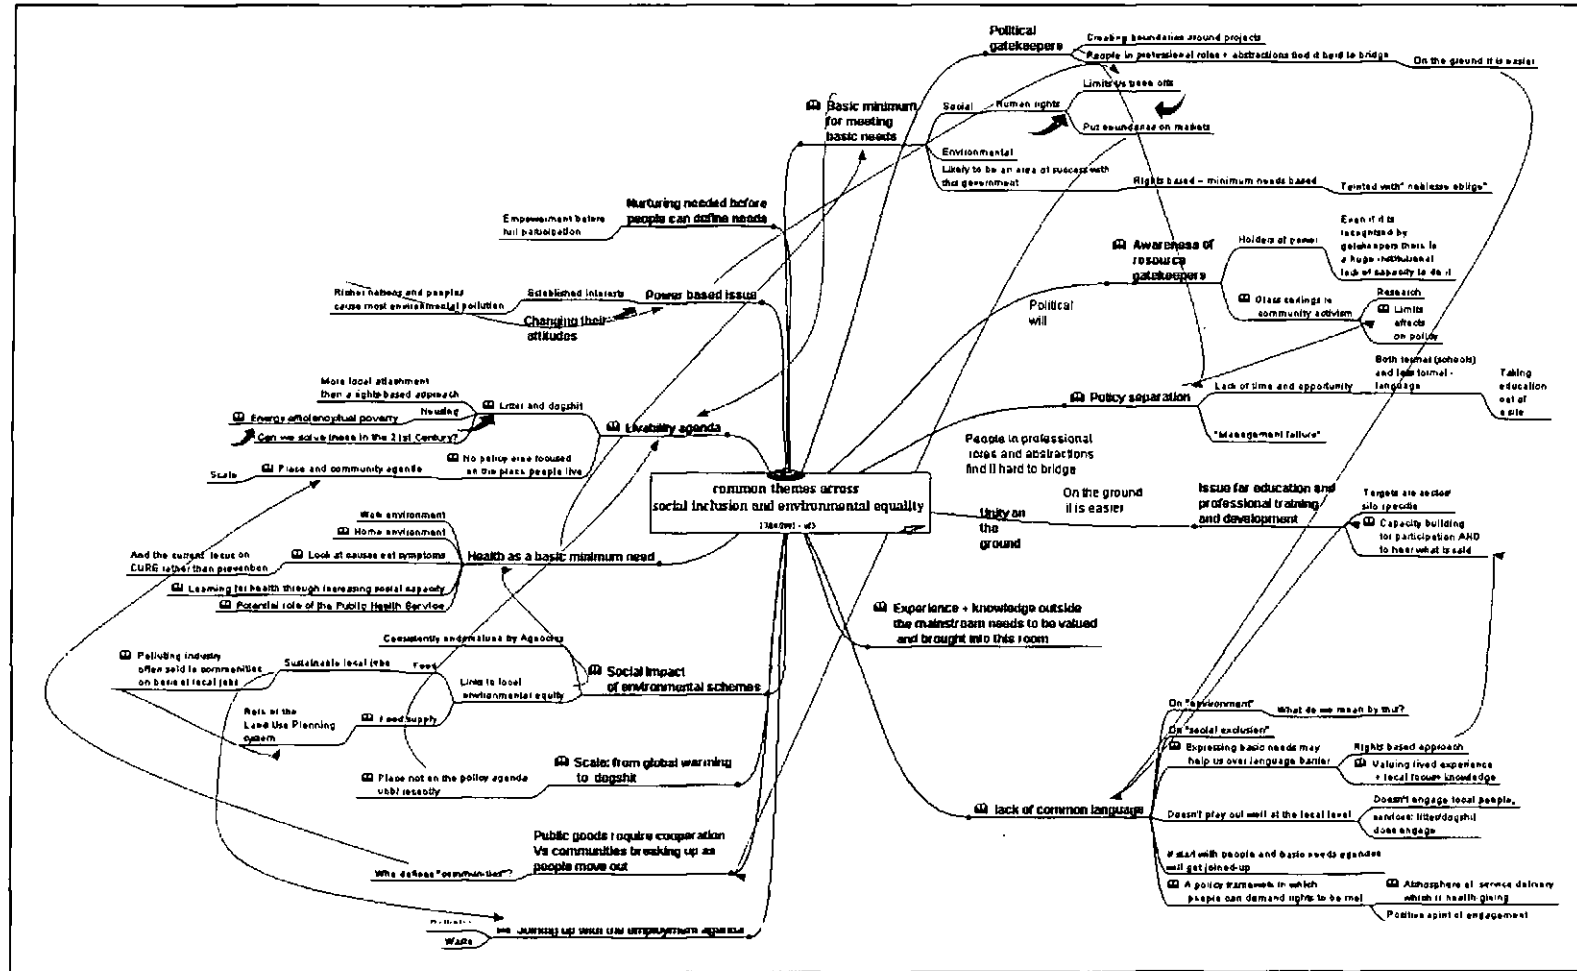 Political
gatekeepers
Creating boundaries around projects
People in professional roles + abstractions find it hard to bridge
On the ground it is easier
Basic minimum
for meeting
basic needs
Social
Human rights
Limits
Put boundaries on markets
Environmental
Likely to be an area of success with
this government
Rights based – minimum needs based
Tainted with "noblesse oblige"
Nurturing needed before
people can define needs
Empowerment before
full participation
Awareness of
resource
gatekeepers
Holders of power
Even if it is
recognised by
gatekeepers there is
a huge institutional
lack of capacity to do it
Glass ceilings to
community activism
Research
Limits
effects
on policy
Power based issue
Established interests
Richer nations and peoples
cause most environmental pollution
Changing their
attitudes
Political
will
Policy separation
Lack of time and opportunity
Both formal (schools)
and less formal -
language
Taking
education
out of
a silo
"Management failure"
Livability agenda
Litter and dogshit
More local attachment
than a rights based approach
Housing
Can we solve these in the 21st Century?
No policy area focused
on the place people live
Place and community agenda
Scale
People in professional
roles and abstractions
find it hard to bridge
common themes across
social inclusion and environmental equality
On the ground
it is easier
Unity on
the
ground
Issue for education and
professional training
and development
Targets are sector/
silo specific
Capacity building
for participation AND
to hear what is said
Health as a basic minimum need
Work environment
Home environment
Look at causes not symptoms
And the current focus on
CURE rather than prevention
Learning for health through increasing social capacity
Potential role of the Public Health Service
Experience + knowledge outside
the mainstream needs to be valued
and brought into this room
Social impact
of environmental schemes
Consistently undervalued by Agencies
Links to local
environmental equity
Food
Sustainable local jobs
Polluting industry
often sold to communities
on basis of local jobs
Food supply
Role of the
Land Use Planning
system
Scale: from global warming
to dogshit
Place not on the policy agenda
until recently
Public goods require cooperation
Vs communities breaking up as
people move out
Who defines "communities"?
Joining up with the employment agenda
Waste
lack of common language
On "environment"
What do we mean by this?
On "social exclusion"
Expressing basic needs may
help us over language barrier
Rights based approach
Valuing lived experience
+ local focus+ knowledge
Doesn't play out well at the local level
Doesn't engage local people,
services: litter/dogshit
does engage
If start with people and basic needs agendas
will get joined-up
A policy framework in which
people can demand rights to be met
Atmosphere of service delivery
which is health giving
Positive spirit of engagement